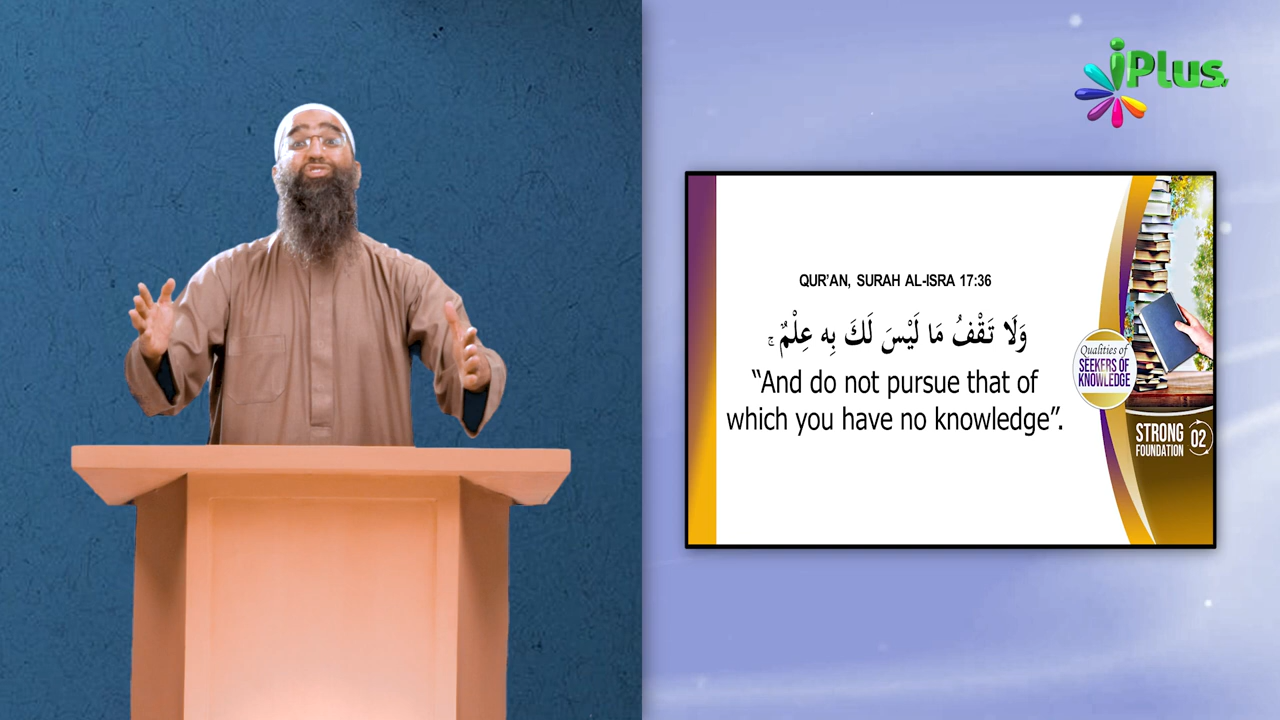 iPlus
QUR'AN, SURAH AL-ISRA 17:36
وَلَا تَقْفُ مَا لَيْسَ لَكَ بِه عِلْمٌ ۚ
“And do not pursue that of
which you have no knowledge”.
Qualities of
SEEKERS OF
KNOWLEDGE
STRONG
FOUNDATION
02